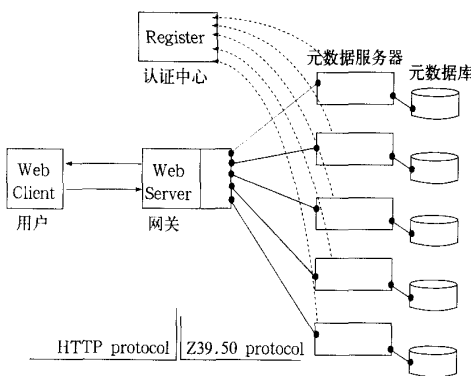 Register
认证中心
元数据服务器
元数据库
Web
Client
用户
Web
Server
网关
HTTP protocol
Z39.50 protocol